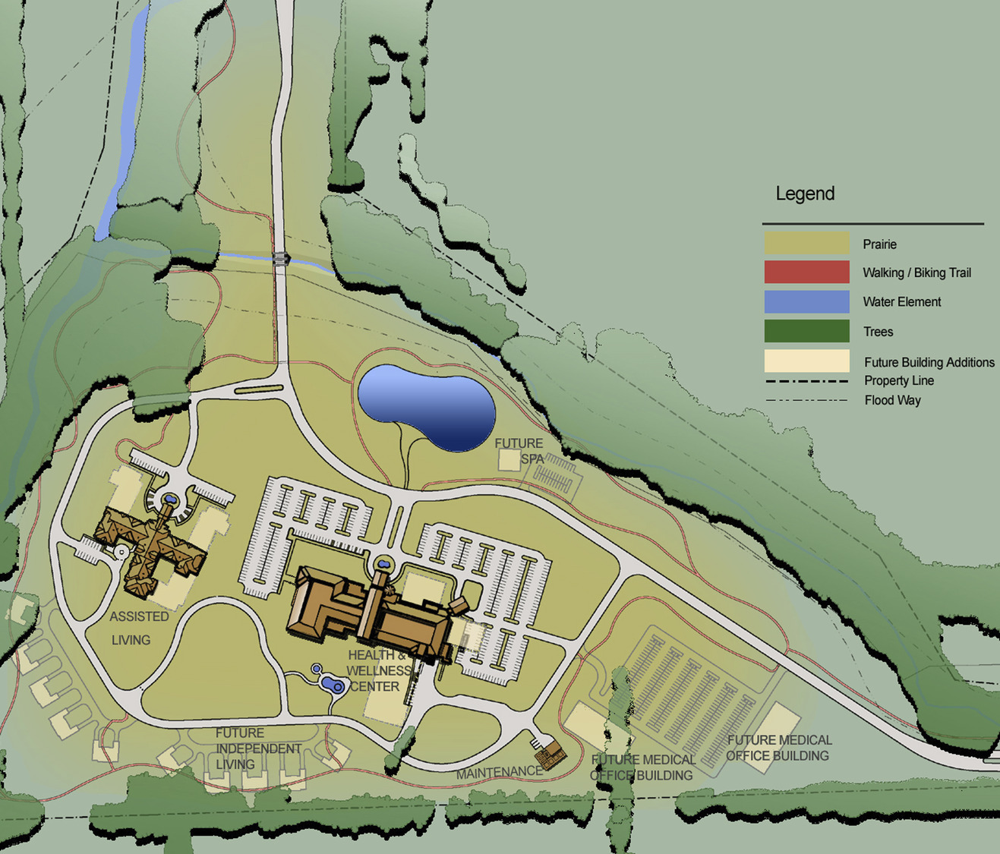 Legend
Prairie
Walking / Biking Trail
Water Element
Trees
Future Building Additions
Property Line
Flood Way
FUTURE
SPA
ASSISTED
LIVING
HEALTH &
WELLNESS
CENTER
FUTURE
INDEPENDENT
LIVING
MAINTENANCE
FUTURE MEDICAL
OFFICE BUILDING
FUTURE MEDICAL
OFFICE BUILDING